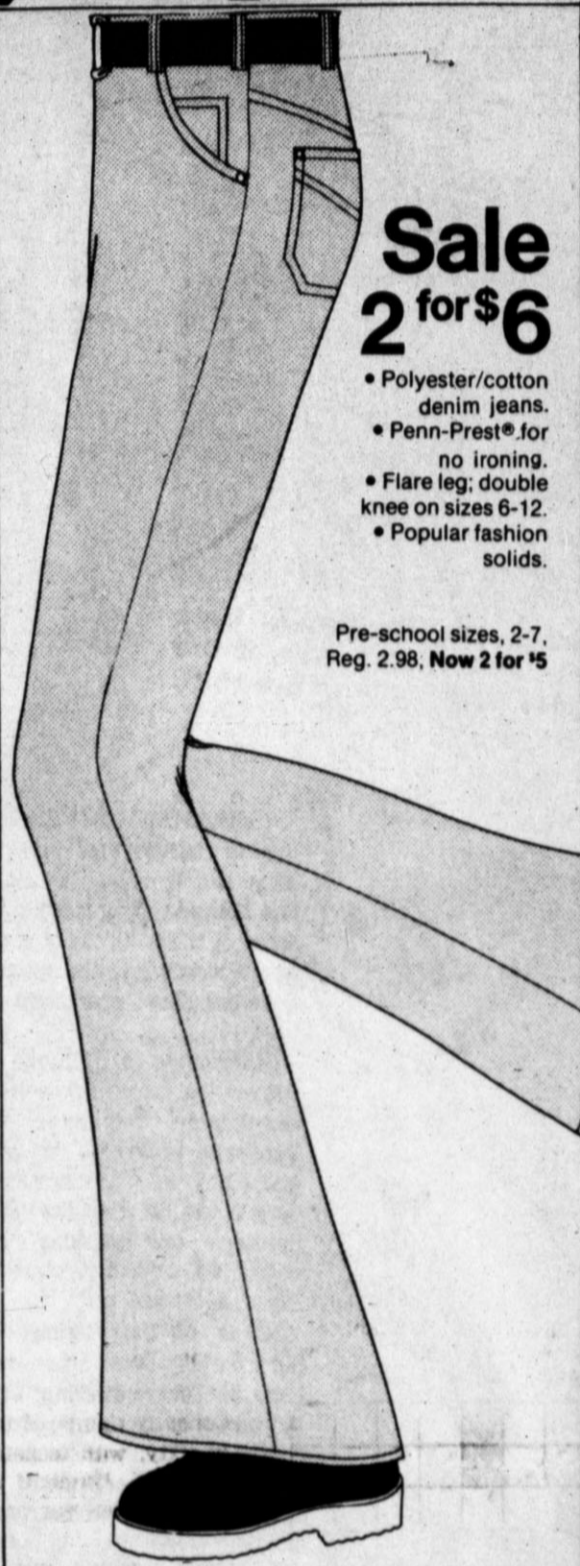 Sale
2 for $6
• Polyester/cotton
denim jeans.
• Penn-Prest® for
no ironing.
• Flare leg; double
knee on sizes 6-12.
• Popular fashion
solids.
Pre-school sizes, 2-7,
Reg. 2.98, Now 2 for $5